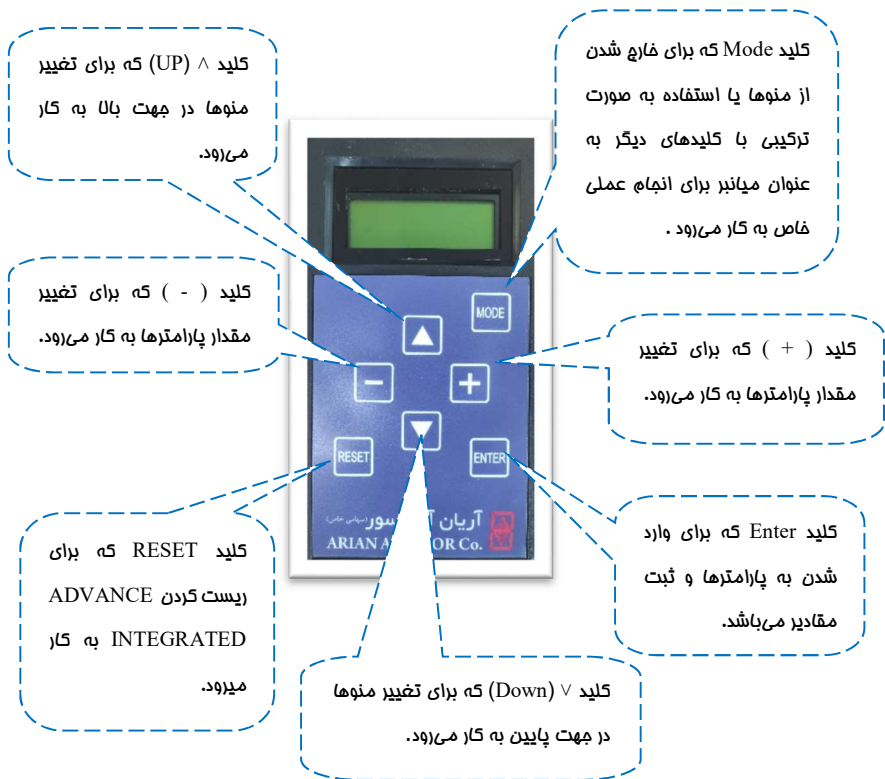 کلید ^ (UP) که برای تغییر
منوها در جهت بالا به کار
می‌رود.
کلید Mode که برای خارج شدن
از منوها یا استفاده به صورت
ترکیبی با کلیدهای دیگر به
عنوان میانبر برای انجام عملی
خاص به کار می‌رود .
کلید ( - ) که برای تغییر
مقدار پارامترها به کار می‌رود.
MODE
کلید ( + ) که برای تغییر
مقدار پارامترها به کار می‌رود.
RESET
ENTER
آریان
(سهامی خاص)
ARIAN
Co.
کلید RESET که برای
ریست کردن ADVANCE
INTEGRATED به کار
میرود.
کلید Enter که برای وارد
شدن به پارامترها و ثبت
مقادیر می‌باشد.
کلید ˅ (Down) که برای تغییر منوها
در جهت پایین به کار می‌رود.